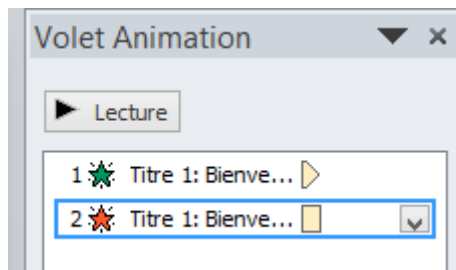 Volet Animation
Lecture
1 Titre 1: Bienve...
2 Titre 1: Bienve...